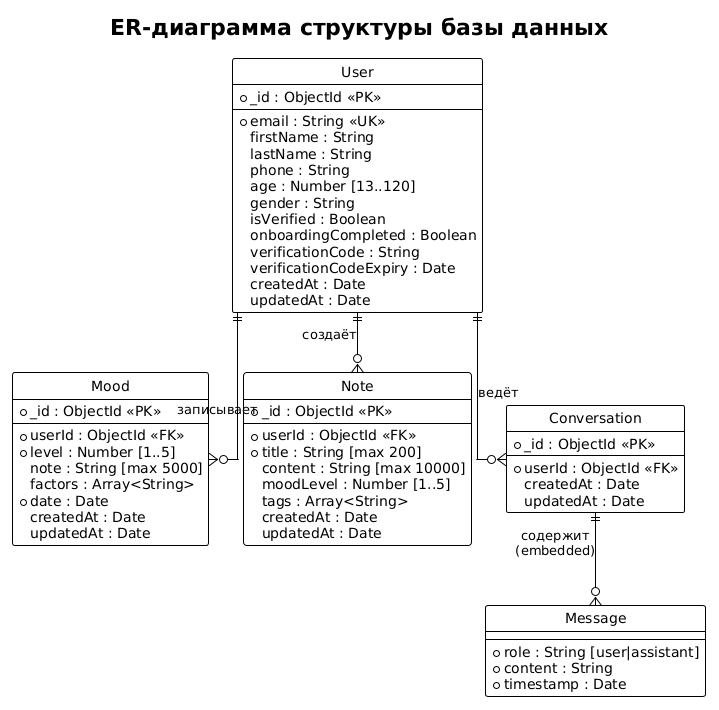 ER-диаграмма структуры базы данных
User
_id : ObjectId «PK»
email : String «UK»
firstName : String
lastName : String
phone : String
age : Number [13..120]
gender : String
isVerified : Boolean
onboardingCompleted : Boolean
verificationCode : String
verificationCodeExpiry : Date
createdAt : Date
updatedAt : Date
создаёт
записывает
ведёт
Mood
_id : ObjectId «PK»
userId : ObjectId «FK»
level : Number [1..5]
note : String [max 5000]
factors : Array<String>
date : Date
createdAt : Date
updatedAt : Date
Note
_id : ObjectId «PK»
userId : ObjectId «FK»
title : String [max 200]
content : String [max 10000]
moodLevel : Number [1..5]
tags : Array<String>
createdAt : Date
updatedAt : Date
Conversation
_id : ObjectId «PK»
userId : ObjectId «FK»
createdAt : Date
updatedAt : Date
содержит
(embedded)
Message
role : String [user|assistant]
content : String
timestamp : Date